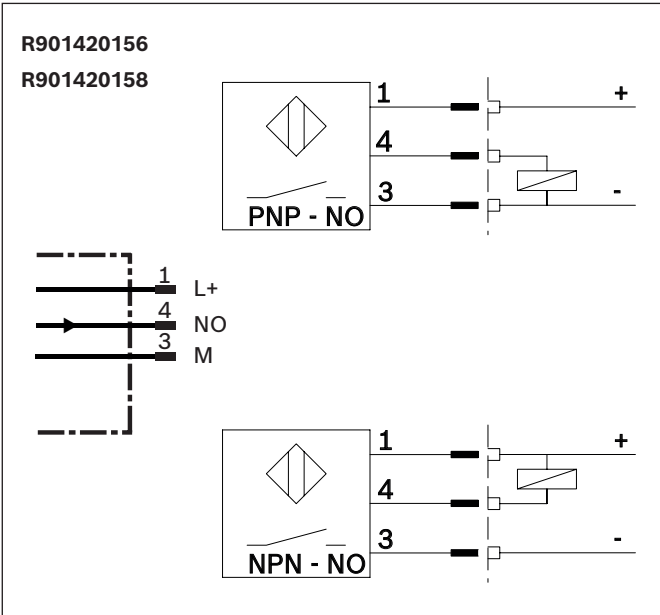 R901420156
R901420158
1 +
4
3 -
PNP - NO
1 L+
4 NO
3 M
1 +
4
3 -
NPN - NO